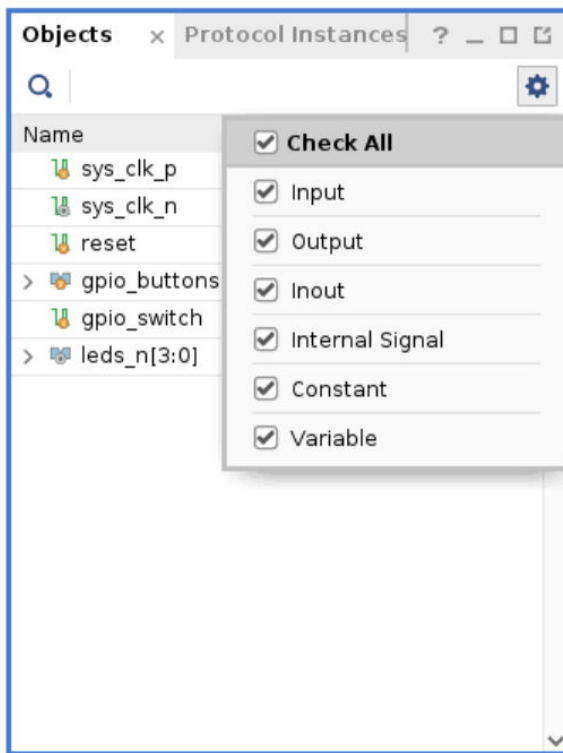 Objects × Protocol Instances ?
Name
Check All
sys_clk_p
Input
sys_clk_n
Output
reset
Inout
gpio_buttons
Internal Signal
gpio_switch
Constant
leds_n[3:0]
Variable